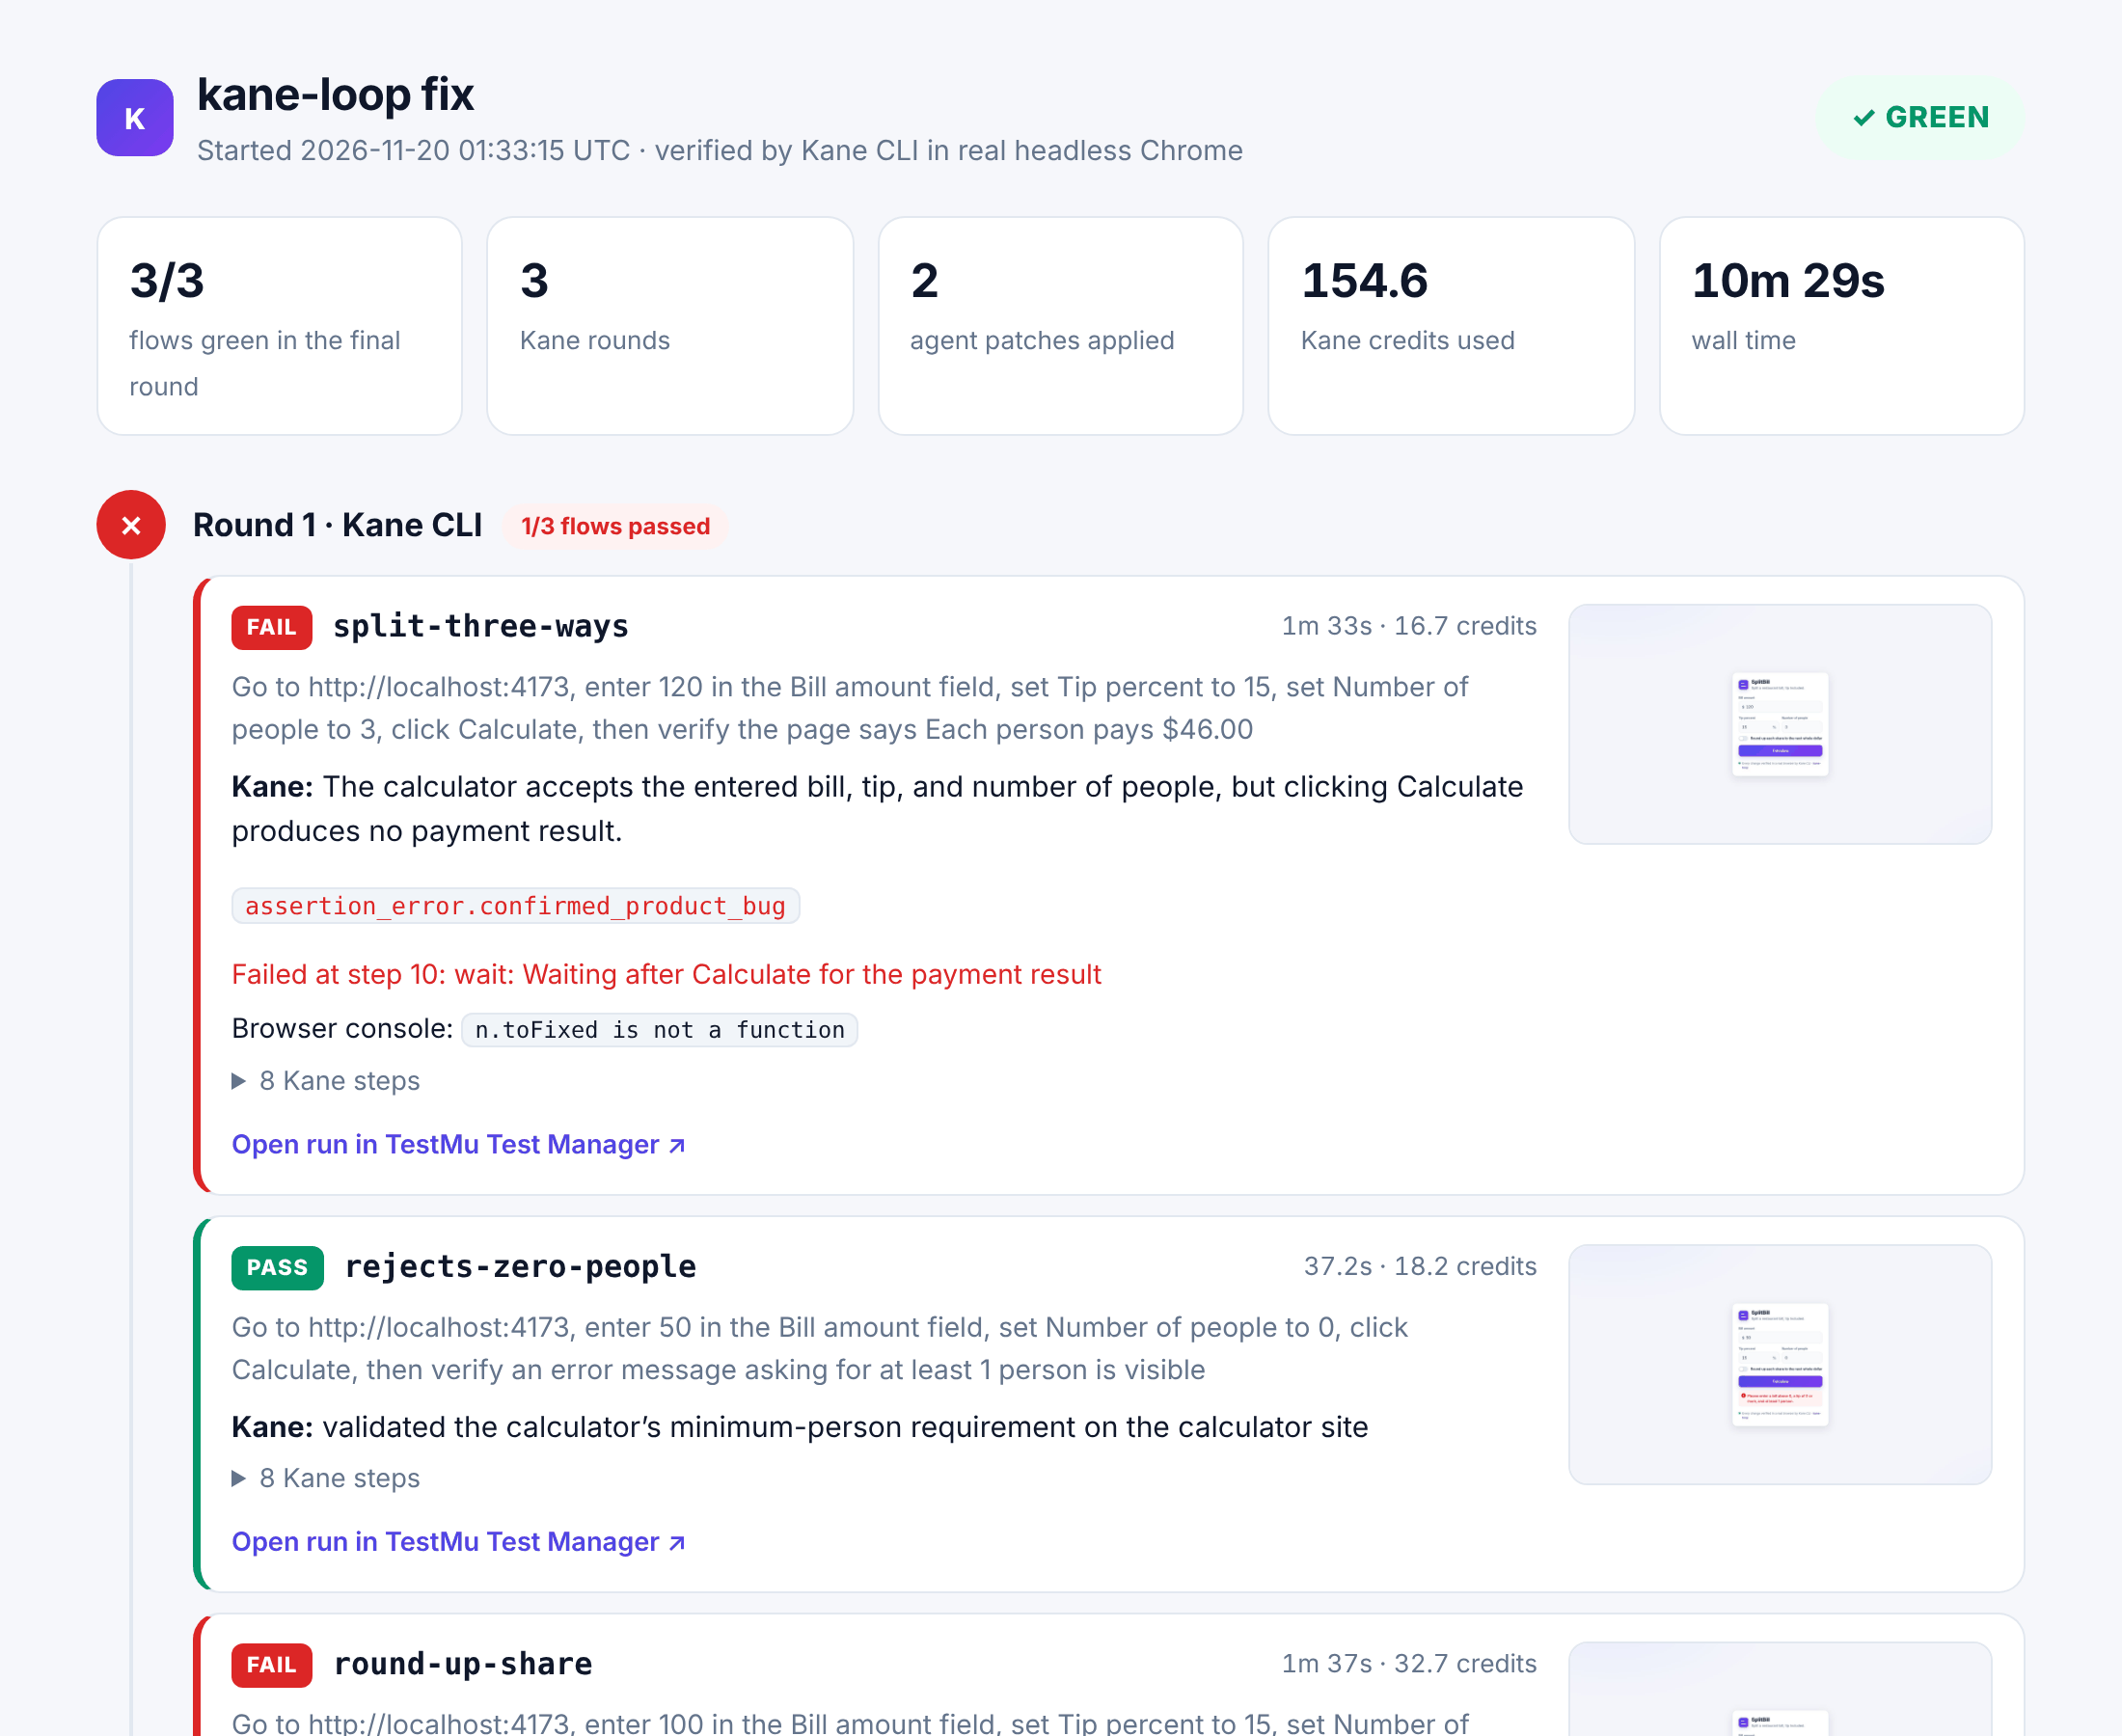 K
kane-loop fix
Started 2026-11-20 01:33:15 UTC · verified by Kane CLI in real headless Chrome
✓ GREEN
3/3
flows green in the final
round
3
Kane rounds
2
agent patches applied
154.6
Kane credits used
10m 29s
wall time
Round 1 · Kane CLI
1/3 flows passed
FAIL split-three-ways
1m 33s · 16.7 credits
Go to http://localhost:4173, enter 120 in the Bill amount field, set Tip percent to 15, set Number of
people to 3, click Calculate, then verify the page says Each person pays $46.00
Kane: The calculator accepts the entered bill, tip, and number of people, but clicking Calculate
produces no payment result.
assertion_error.confirmed_product_bug
Failed at step 10: wait: Waiting after Calculate for the payment result
Browser console: n.toFixed is not a function
▶ 8 Kane steps
Open run in TestMu Test Manager ↗
SplitBill
PASS rejects-zero-people
37.2s · 18.2 credits
Go to http://localhost:4173, enter 50 in the Bill amount field, set Number of people to 0, click
Calculate, then verify an error message asking for at least 1 person is visible
Kane: validated the calculator’s minimum-person requirement on the calculator site
▶ 8 Kane steps
Open run in TestMu Test Manager ↗
SplitBill
FAIL round-up-share
1m 37s · 32.7 credits
Go to http://localhost:4173, enter 100 in the Bill amount field, set Tip percent to 15, set Number of
SplitBill